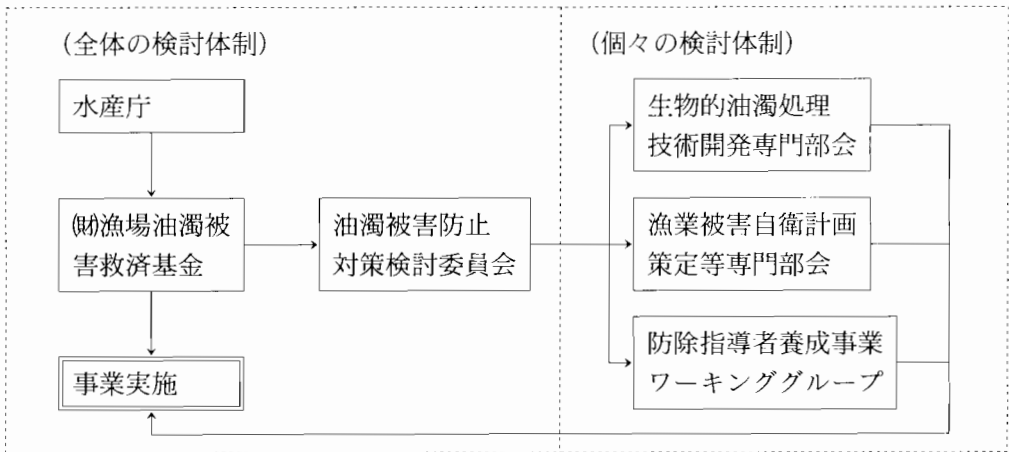 (全体の検討体制)
水産庁
㈶漁場油濁被
害救済基金
油濁被害防止
対策検討委員会
事業実施
(個々の検討体制)
生物的油濁処理
技術開発専門部会
漁業被害自衛計画
策定等専門部会
防除指導者養成事業
ワーキンググループ